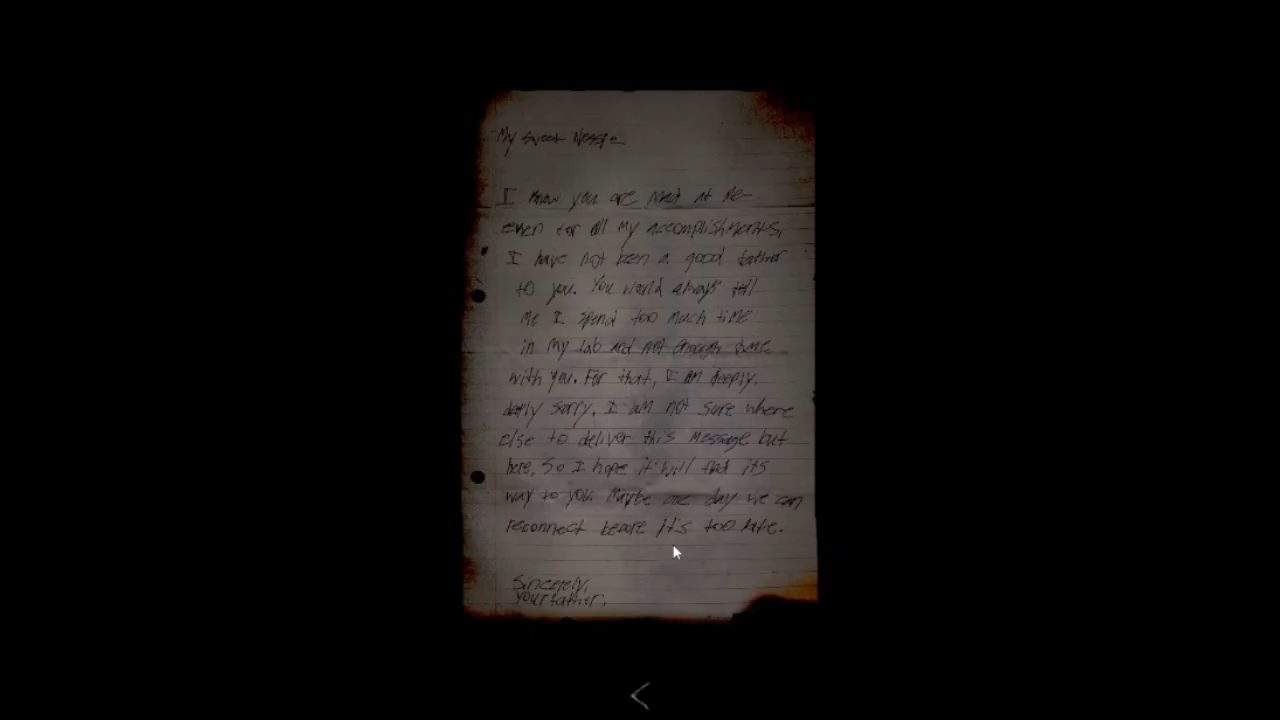 My sweet Nessie
I know you are mad at me-
even for all my accomplishments,
I have not been a good father
to you. You would always tell
me I spend too much time
in my lab and not enough time
with you. For that, I am deeply,
deeply sorry. I am not sure where
else to deliver this message but
here, so I hope it will find its
way to you. Maybe one day we can
reconnect before it's too late.
Sincerely,
your father.